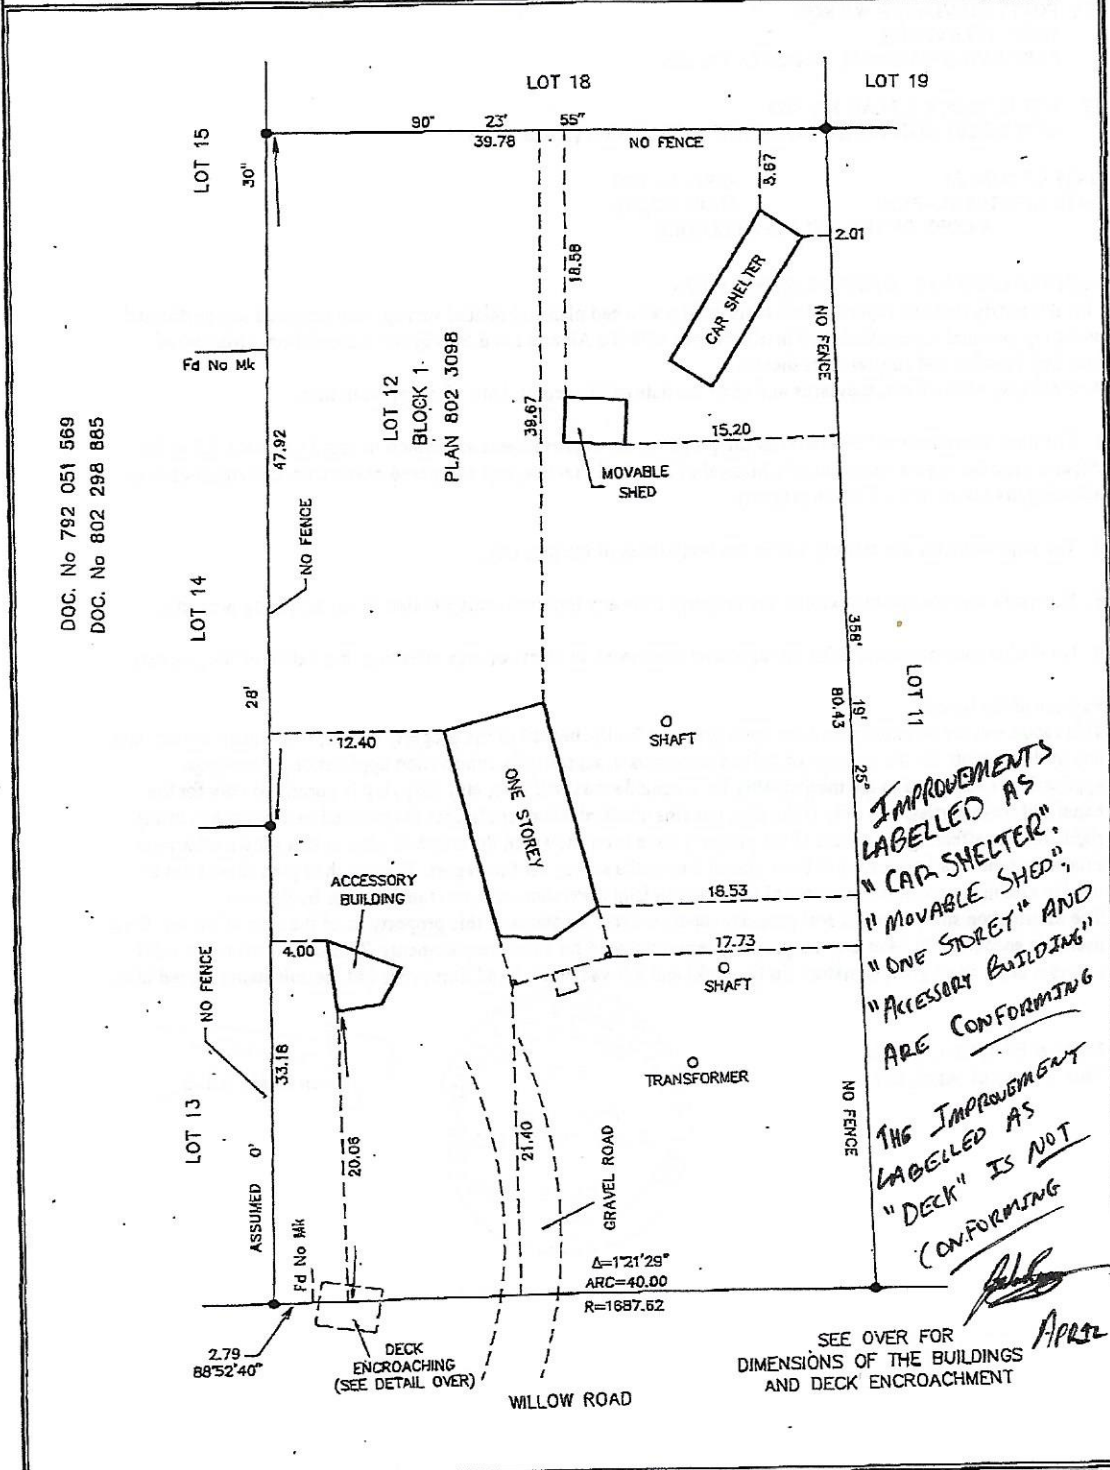 LOT 18
LOT 19
LOT 15
90° 23' 55"
39.78
NO FENCE
30"
3.67
2.01
18.58
CAR SHELTER
NO FENCE
Fd No Mk
LOT 12
BLOCK 1
PLAN 802 3098
39.67
47.92
15.20
MOVABLE
SHED
DOC. No 792 051 569
DOC. No 802 298 885
NO FENCE
LOT 14
28'
358°
19'
25"
80.43
LOT 11
12.40
SHAFT
ONE STOREY
ACCESSORY
BUILDING
18.53
17.73
4.00
SHAFT
NO FENCE
33.18
TRANSFORMER
LOT 13
0'
ASSUMED
20.06
21.40
GRAVEL ROAD
NO FENCE
Fd No Mk
Δ=1°21'29"
ARC=40.00
R=1687.62
2.79
88°52'40"
DECK
ENCROACHING
(SEE DETAIL OVER)
WILLOW ROAD
SEE OVER FOR
DIMENSIONS OF THE BUILDINGS
AND DECK ENCROACHMENT
IMPROVEMENTS
LABELLED AS
"CAR SHELTER".
"MOVABLE SHED",
"ONE STOREY" AND
"ACCESSORY BUILDING"
ARE CONFORMING
THE IMPROVEMENT
LABELLED AS
"DECK" IS NOT
CONFORMING
APRIL